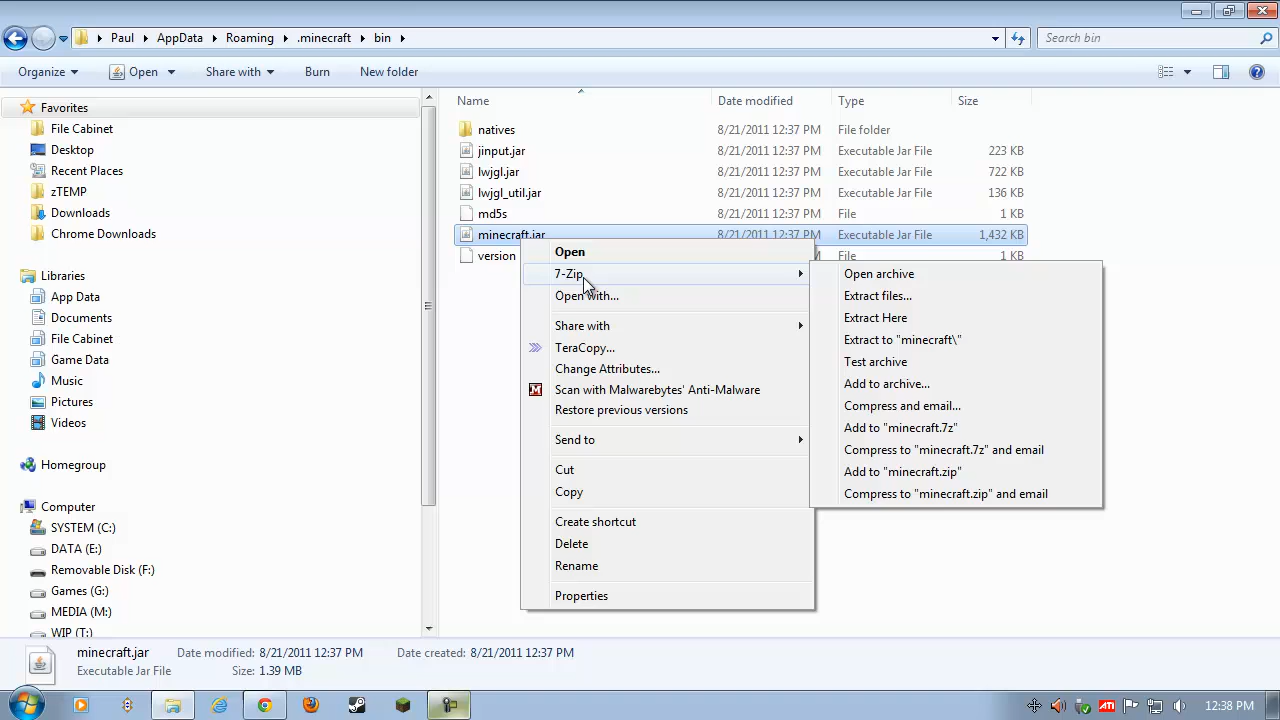 Paul AppData Roaming .minecraft bin Search bin
Organize Open Share with Burn New folder
Favorites
File Cabinet
Desktop
Recent Places
zTEMP
Downloads
Chrome Downloads
Libraries
App Data
Documents
File Cabinet
Game Data
Music
Pictures
Videos
Homegroup
Computer
SYSTEM (C:)
DATA (E:)
Removable Disk (F:)
Games (G:)
MEDIA (M:)
WIP (T:)
Name Date modified Type Size
natives 8/21/2011 12:37 PM File folder
jinput.jar 8/21/2011 12:37 PM Executable Jar File 223 KB
lwjgl.jar 8/21/2011 12:37 PM Executable Jar File 722 KB
lwjgl_util.jar 8/21/2011 12:37 PM Executable Jar File 136 KB
md5s 8/21/2011 12:37 PM File 1 KB
minecraft.jar 8/21/2011 12:37 PM Executable Jar File 1,432 KB
version File 1 KB
Open
7-Zip
Open with...
Share with
TeraCopy...
Change Attributes...
Scan with Malwarebytes' Anti-Malware
Restore previous versions
Send to
Cut
Copy
Create shortcut
Delete
Rename
Properties
Open archive
Extract files...
Extract Here
Extract to "minecraft\"
Test archive
Add to archive...
Compress and email...
Add to "minecraft.7z"
Compress to "minecraft.7z" and email
Add to "minecraft.zip"
Compress to "minecraft.zip" and email
minecraft.jar Date modified: 8/21/2011 12:37 PM Date created: 8/21/2011 12:37 PM
Executable Jar File Size: 1.39 MB
ATI 12:38 PM